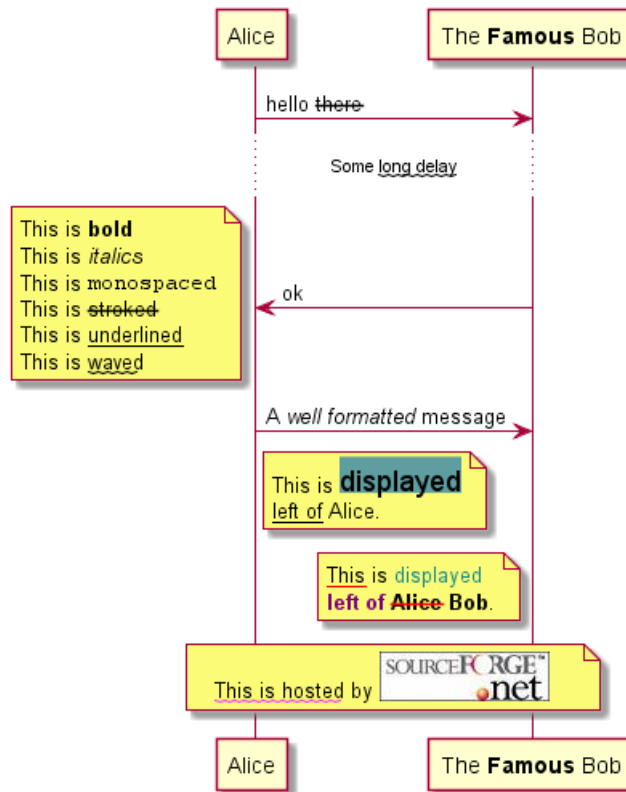 Alice
The Famous Bob
hello there
Some long delay
This is bold
This is italics
This is monospaced
This is stroked
This is underlined
This is waved
ok
A well formatted message
This is displayed
left of Alice.
This is displayed
left of Alice Bob.
This is hosted by SOURCEFORGE™
.net
Alice
The Famous Bob